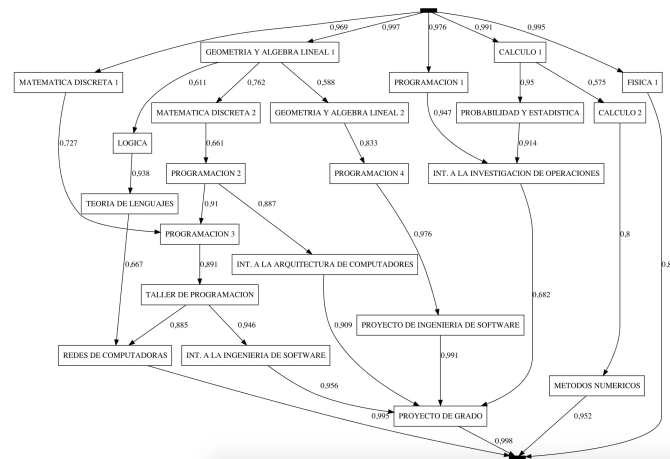 0,969
0,997
0,976
0,991
0,995
GEOMETRIA Y ALGEBRA LINEAL 1
CALCULO 1
MATEMATICA DISCRETA 1
PROGRAMACION 1
FISICA 1
0,611
0,762
0,588
0,95
0,575
MATEMATICA DISCRETA 2
GEOMETRIA Y ALGEBRA LINEAL 2
0,947
PROBABILIDAD Y ESTADISTICA
CALCULO 2
0,727
LOGICA
0,661
0,833
0,914
0,938
PROGRAMACION 2
PROGRAMACION 4
INT. A LA INVESTIGACION DE OPERACIONES
TEORIA DE LENGUAJES
0,91
0,887
PROGRAMACION 3
0,976
0,8
0,667
0,891
INT. A LA ARQUITECTURA DE COMPUTADORES
0,8
TALLER DE PROGRAMACION
0,682
0,885
0,946
0,909
PROYECTO DE INGENIERIA DE SOFTWARE
REDES DE COMPUTADORAS
INT. A LA INGENIERIA DE SOFTWARE
0,991
0,956
METODOS NUMERICOS
0,995
PROYECTO DE GRADO
0,952
0,998